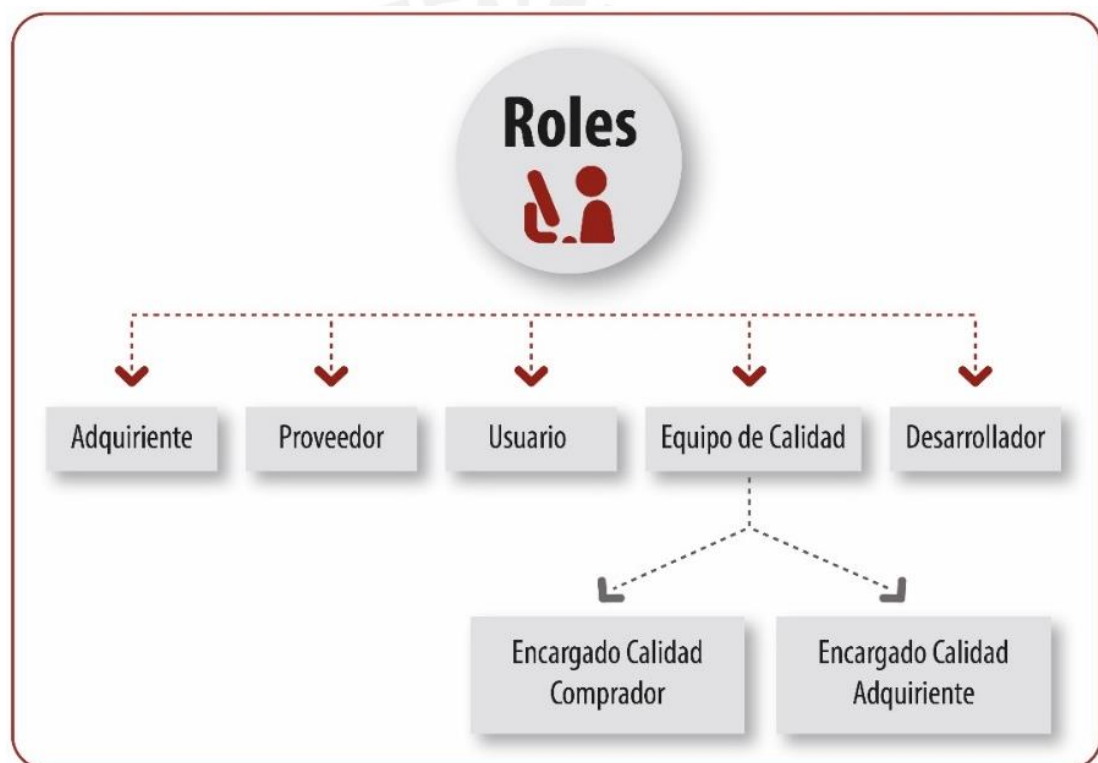 Roles
Adquiriente
Proveedor
Usuario
Equipo de Calidad
Desarrollador
Encargado Calidad
Comprador
Encargado Calidad
Adquiriente